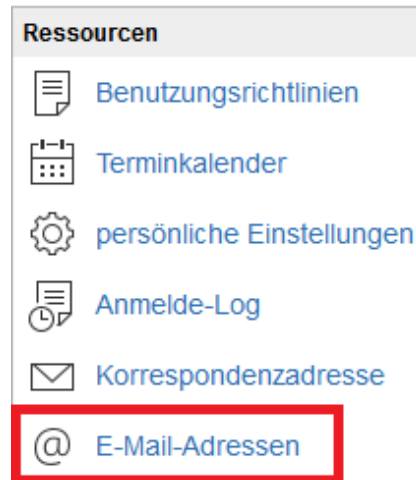 Ressourcen
Benutzungsrichtlinien
Terminkalender
persönliche Einstellungen
Anmelde-Log
Korrespondenzadresse
@ E-Mail-Adressen